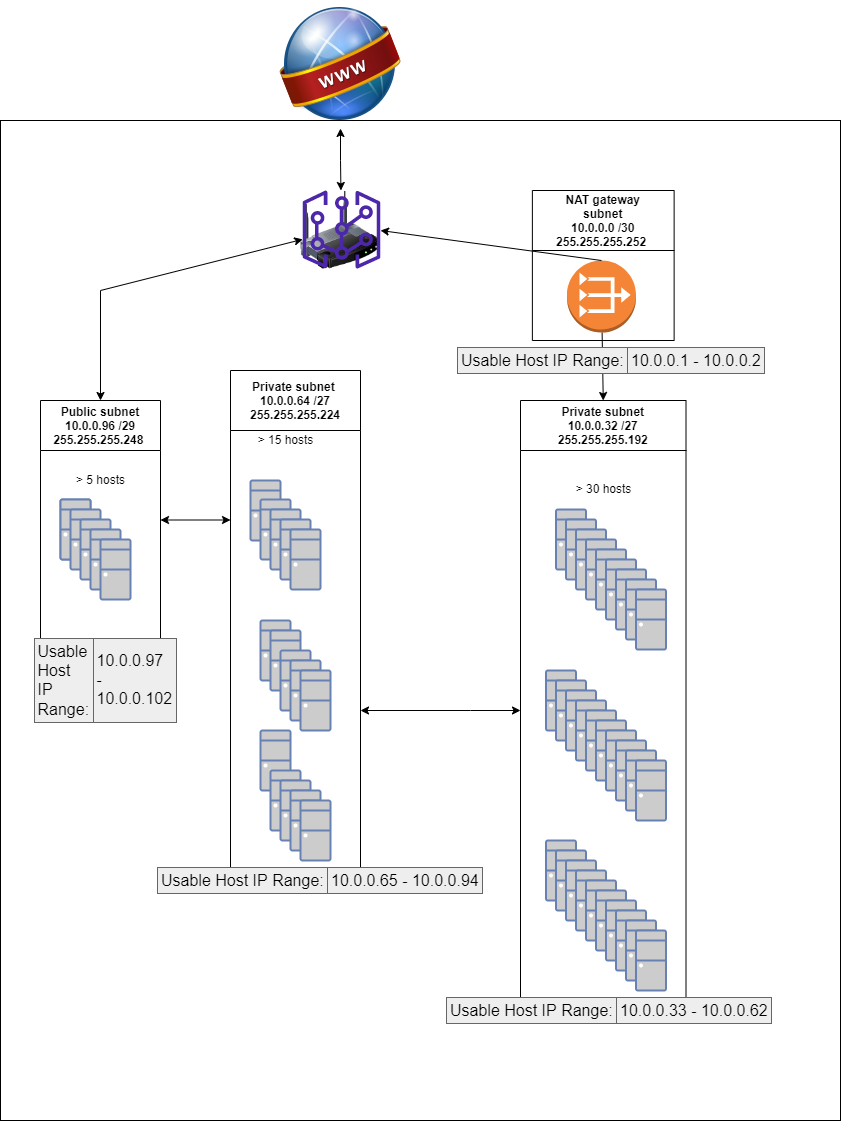 WWW
NAT gateway
subnet
10.0.0.0 /30
255.255.255.252
Usable Host IP Range: 10.0.0.1 - 10.0.0.2
Public subnet
10.0.0.96 /29
255.255.255.248
> 5 hosts
Usable
Host
IP
Range:
10.0.0.97
-
10.0.0.102
Private subnet
10.0.0.64 /27
255.255.255.224
> 15 hosts
Usable Host IP Range: 10.0.0.65 - 10.0.0.94
Private subnet
10.0.0.32 /27
255.255.255.192
> 30 hosts
Usable Host IP Range: 10.0.0.33 - 10.0.0.62